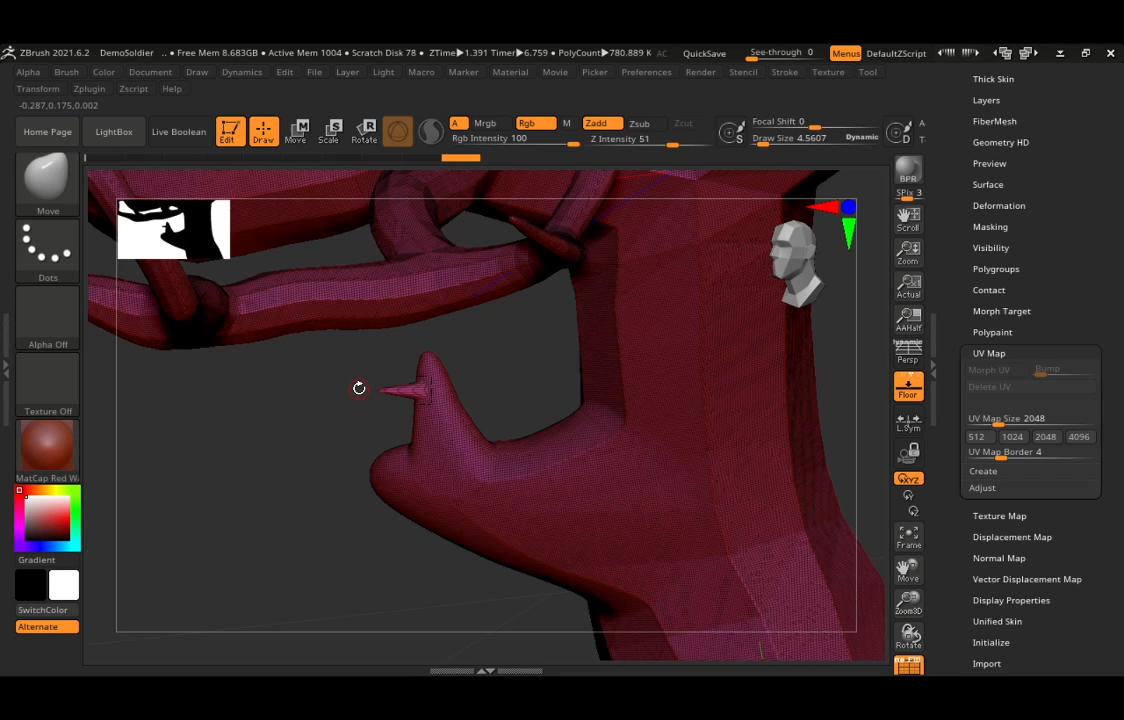 ZBrush 2021.6.2 DemoSoldier .. • Free Mem 8.683GB • Active Mem 1004 • Scratch Disk 78 • ZTime▶1.391 Timer▶6.759 • PolyCount▶780.889 K AC QuickSave See-through 0 Menus DefaultZScript
Alpha Brush Color Document Draw Dynamics Edit File Layer Light Macro Marker Material Movie Picker Preferences Render Stencil Stroke Texture Tool
Transform Zplugin Zscript Help
-0.287,0.175,0.002
Home Page LightBox Live Boolean Edit Draw Move Scale Rotate
A Mrgb Rgb M Zadd Zsub Zcut
Rgb Intensity 100 Z Intensity 51
Focal Shift 0
Draw Size 4.5607 Dynamic
S
D
A
Move
Dots
Alpha Off
Texture Off
MatCap Red Wa
Gradient
SwitchColor
Alternate
BPR
SPix 3
Scroll
Zoom
Actual
AAHalf
Dynamic
Persp
Floor
L.Sym
XYZ
Y
Z
Frame
Move
Zoom3D
Rotate
Thick Skin
Layers
FiberMesh
Geometry HD
Preview
Surface
Deformation
Masking
Visibility
Polygroups
Contact
Morph Target
Polypaint
UV Map
Morph UV Bump
Delete UV
UV Map Size 2048
512 1024 2048 4096
UV Map Border 4
Create
Adjust
Texture Map
Displacement Map
Normal Map
Vector Displacement Map
Display Properties
Unified Skin
Initialize
Import